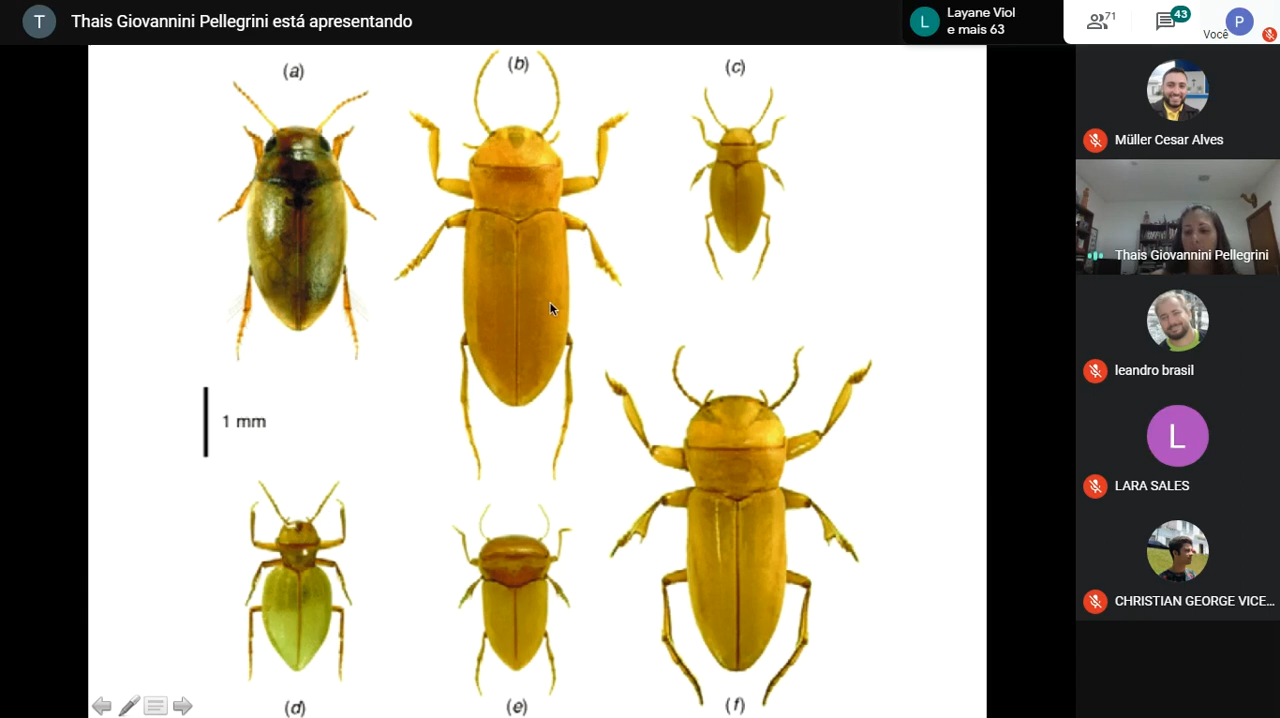 T
Thais Giovannini Pellegrini está apresentando
L
Layane Viol
e mais 63
71
43
Você
P
(a)
(b)
(c)
Müller Cesar Alves
Thais Giovannini Pellegrini
leandro brasil
1 mm
L
LARA SALES
CHRISTIAN GEORGE VICE...
(d)
(e)
(f)